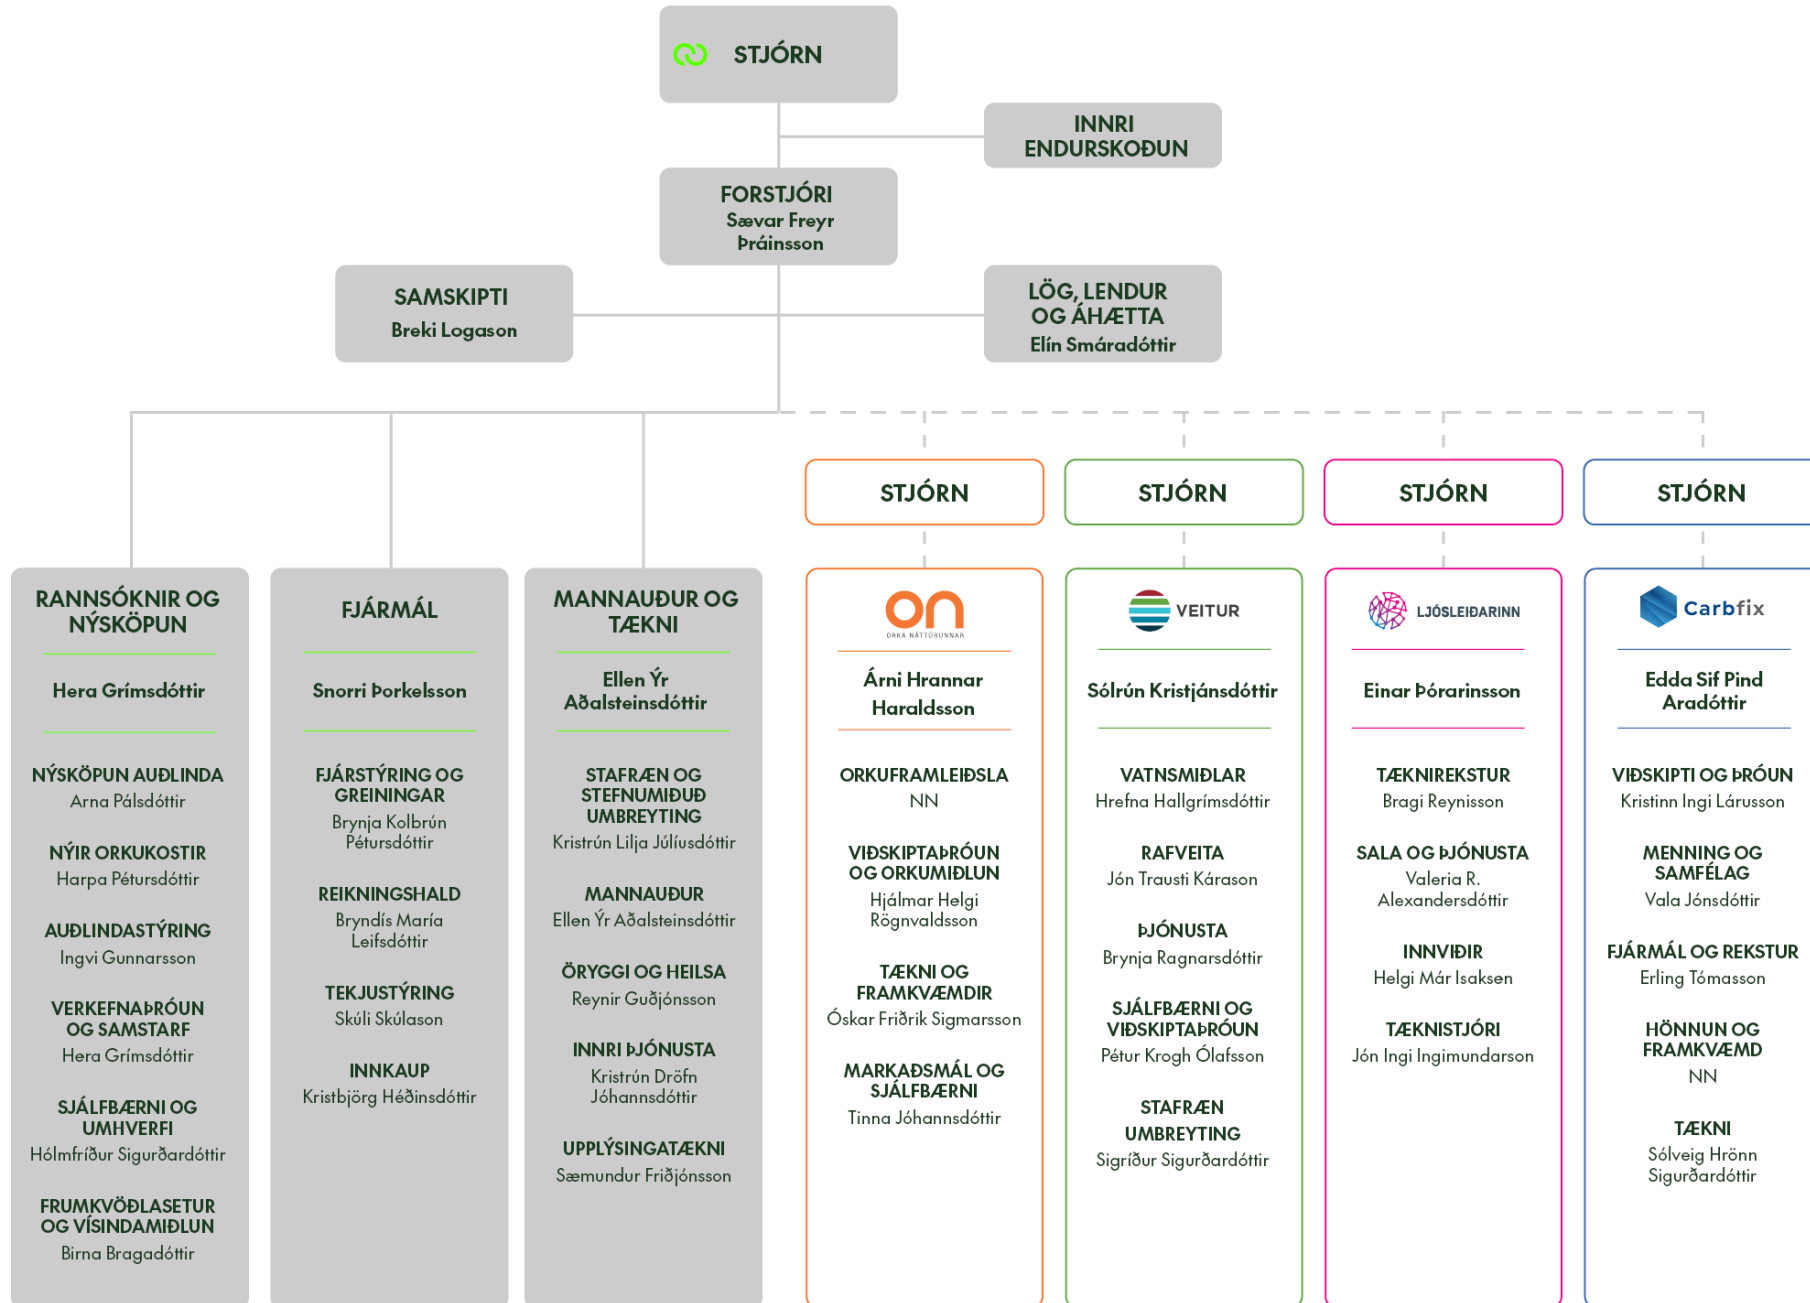 STJÓRN
INNRI
ENDURSKOÐUN
FORSTJÓRI
Sævar Freyr
Þráinsson
SAMSKIPTI
Breki Logason
LÖG, LENDUR
OG ÁHÆTTA
Elín Smáradóttir
RANNSÓKNIR OG
NÝSKÖPUN
Hera Grímsdóttir
NÝSKÖPUN AUÐLINDA
Arna Pálsdóttir
NÝIR ORKUKOSTIR
Harpa Pétursdóttir
AUÐLINDASTÝRING
Ingvi Gunnarsson
VERKEFNAÞRÓUN
OG SAMSTARF
Hera Grímsdóttir
SJÁLFBÆRNI OG
UMHVERFI
Hólmfríður Sigurðardóttir
FRUMKVÖÐLASETUR
OG VÍSINDAMIÐLUN
Birna Bragadóttir
FJÁRMÁL
Snorri Þorkelsson
FJÁRSTÝRING OG
GREININGAR
Brynja Kolbrún
Pétursdóttir
REIKNINGSHALD
Bryndís María
Leifsdóttir
TEKJUSTÝRING
Skúli Skúlason
INNKAUP
Kristbjörg Héðinsdóttir
MANNAUÐUR OG
TÆKNI
Ellen Ýr
Aðalsteinsdóttir
STAFRÆN OG
STEFNUMIÐUÐ
UMBREYTING
Kristrún Lilja Júlíusdóttir
MANNAUÐUR
Ellen Ýr Aðalsteinsdóttir
ÖRYGGI OG HEILSA
Reynir Guðjónsson
INNRI ÞJÓNUSTA
Kristrún Dröfn
Jóhannsdóttir
UPPLÝSINGATÆKNI
Sæmundur Friðjónsson
STJÓRN
on
ORKA NÁTTÚRUNNAR
Árni Hrannar
Haraldsson
ORKUFRAMLEIÐSLA
NN
VIÐSKIPTAÞRÓUN
OG ORKUMIÐLUN
Hjálmar Helgi
Rögnvaldsson
TÆKNI OG
FRAMKVÆMDIR
Óskar Friðrik Sigmarsson
MARKAÐSMÁL OG
SJÁLFBÆRNI
Tinna Jóhannsdóttir
STJÓRN
VEITUR
Sólrún Kristjánsdóttir
VATNSMIÐLAR
Hrefna Hallgrímsdóttir
RAFVEITA
Jón Trausti Kárason
ÞJÓNUSTA
Brynja Ragnarsdóttir
SJÁLFBÆRNI OG
VIÐSKIPTAÞRÓUN
Pétur Krogh Ólafsson
STAFRÆN
UMBREYTING
Sigríður Sigurðardóttir
STJÓRN
LJÓSLEIÐARINN
Einar Þórarinsson
TÆKNIREKSTUR
Bragi Reynisson
SALA OG ÞJÓNUSTA
Valeria R.
Alexandersdóttir
INNVIÐIR
Helgi Már Isaksen
TÆKNISTJÓRI
Jón Ingi Ingimundarson
STJÓRN
Carbfix
Edda Sif Pind
Aradóttir
VIÐSKIPTI OG ÞRÓUN
Kristinn Ingi Lárusson
MENNING OG
SAMFÉLAG
Vala Jónsdóttir
FJÁRMÁL OG REKSTUR
Erling Tómasson
HÖNNUN OG
FRAMKVÆMD
NN
TÆKNI
Sólveig Hrönn
Sigurðardóttir